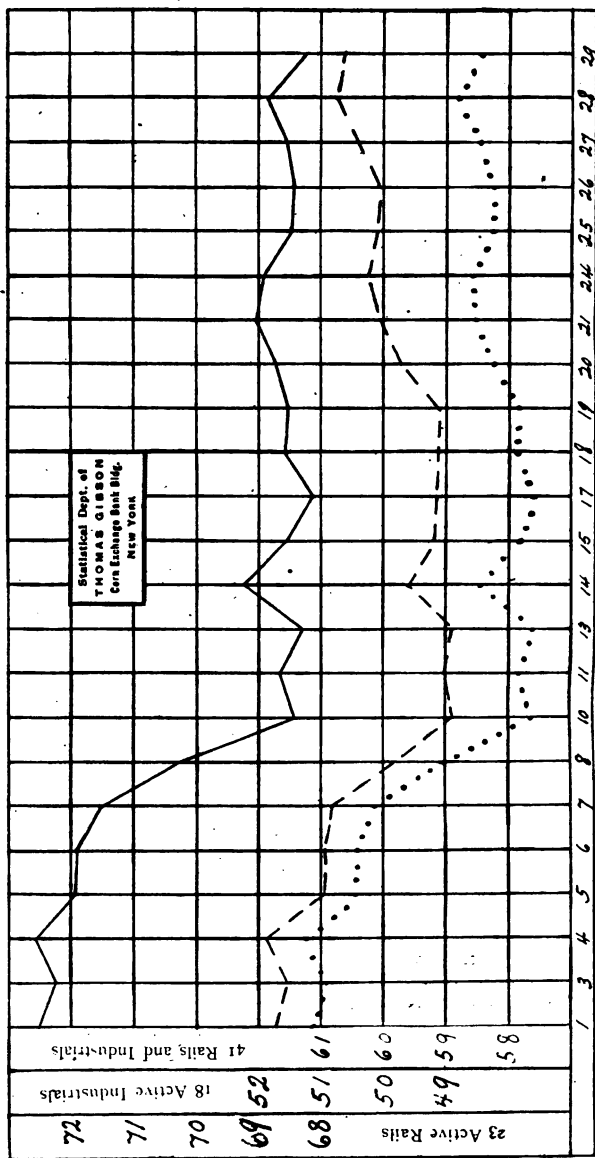 Statistical Dept. of
THOMAS GIBSON
Corn Exchange Bank Bldg.
NEW YORK
23 Active Rails
72
71
70
69
68
18 Active Industrials
52
51
50
49
41 Rails and Industrials
61
60
59
58
1 3 4 5 6 7 8 10 11 13 14 15 17 18 19 20 21 24 25 26 27 28 29